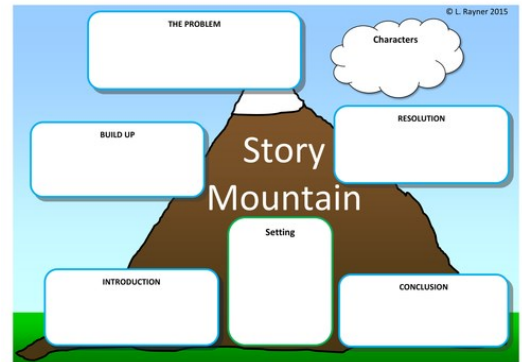 © L. Rayner 2015
THE PROBLEM
Characters
BUILD UP
RESOLUTION
Story
Mountain
Setting
INTRODUCTION
CONCLUSION